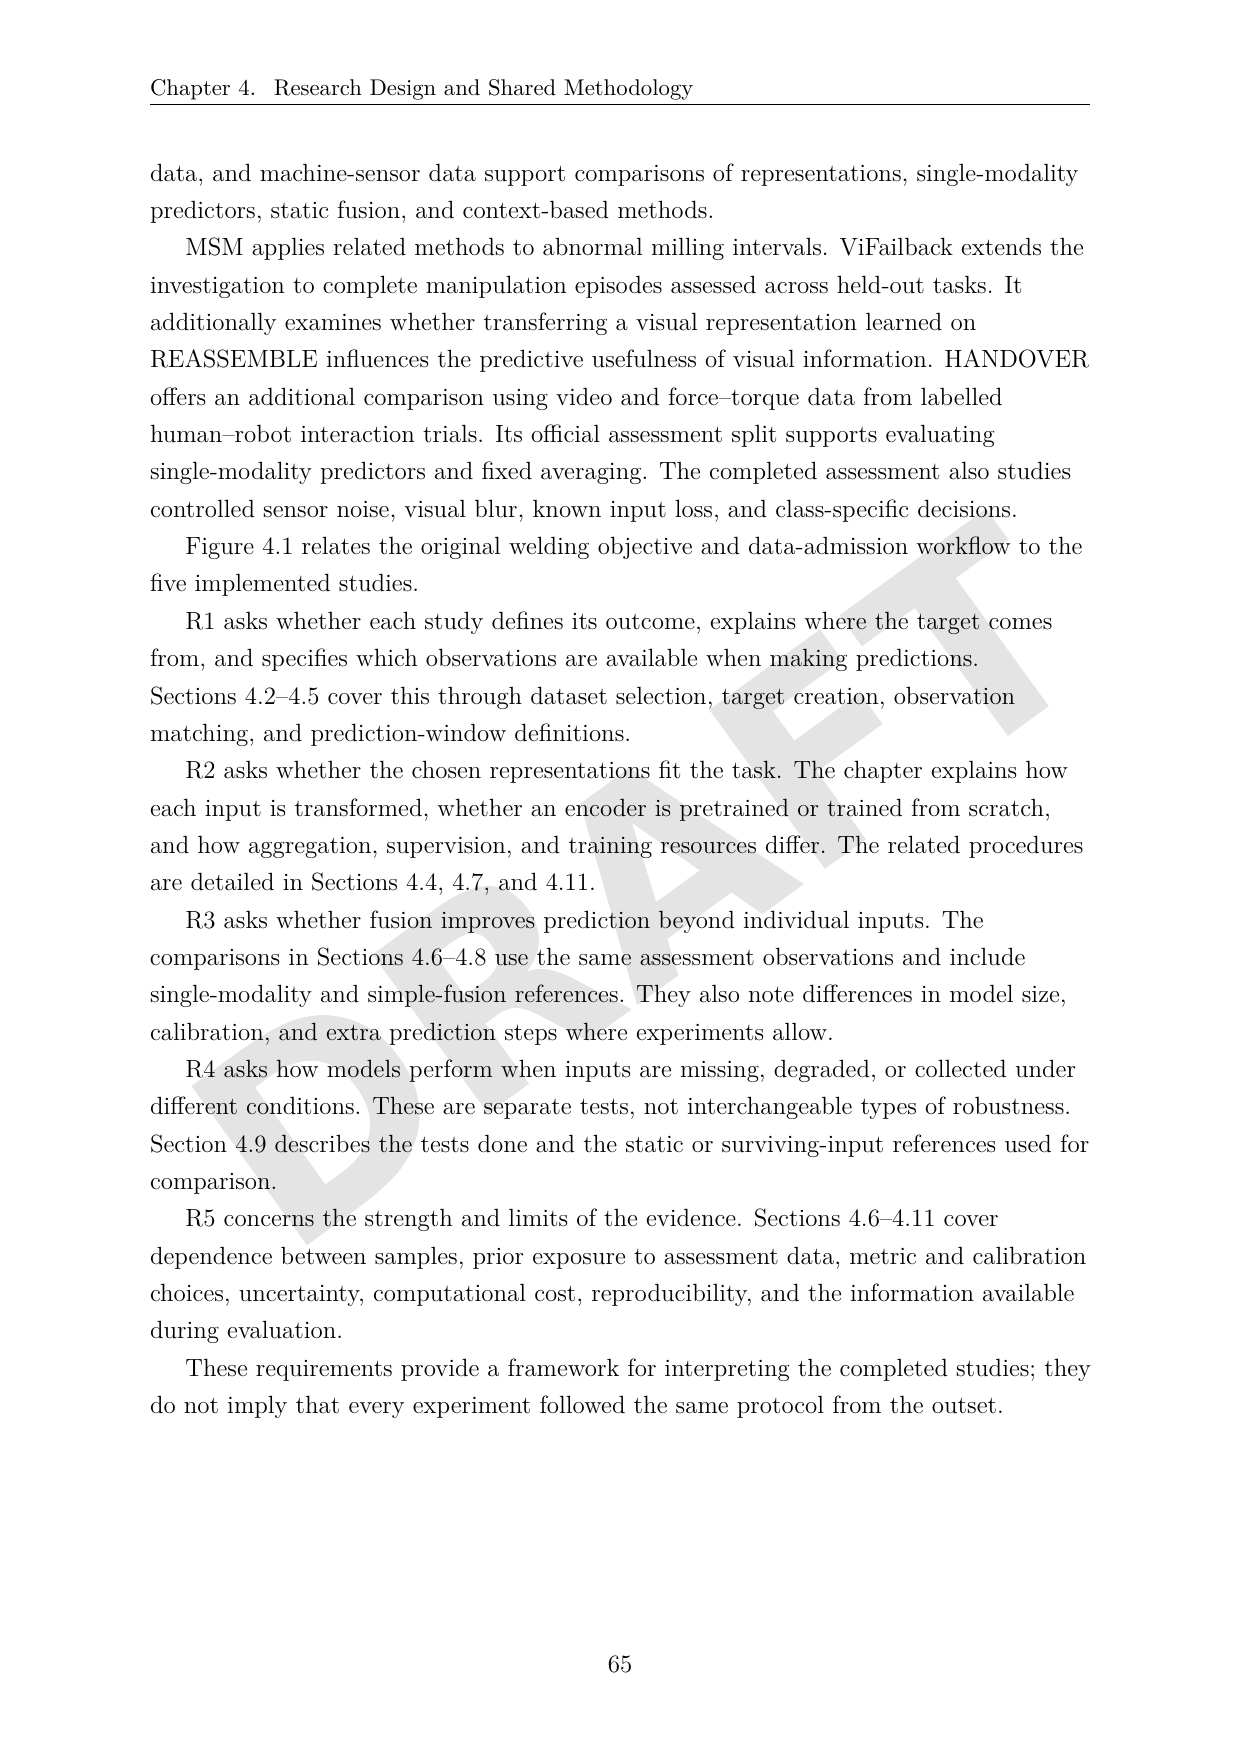 Chapter 4. Research Design and Shared Methodology
data, and machine-sensor data support comparisons of representations, single-modality
predictors, static fusion, and context-based methods.
MSM applies related methods to abnormal milling intervals. ViFailback extends the
investigation to complete manipulation episodes assessed across held-out tasks. It
additionally examines whether transferring a visual representation learned on
REASSEMBLE influences the predictive usefulness of visual information. HANDOVER
offers an additional comparison using video and force–torque data from labelled
human–robot interaction trials. Its official assessment split supports evaluating
single-modality predictors and fixed averaging. The completed assessment also studies
controlled sensor noise, visual blur, known input loss, and class-specific decisions.
Figure 4.1 relates the original welding objective and data-admission workflow to the
five implemented studies.
R1 asks whether each study defines its outcome, explains where the target comes
from, and specifies which observations are available when making predictions.
Sections 4.2–4.5 cover this through dataset selection, target creation, observation
matching, and prediction-window definitions.
R2 asks whether the chosen representations fit the task. The chapter explains how
each input is transformed, whether an encoder is pretrained or trained from scratch,
and how aggregation, supervision, and training resources differ. The related procedures
are detailed in Sections 4.4, 4.7, and 4.11.
R3 asks whether fusion improves prediction beyond individual inputs. The
comparisons in Sections 4.6–4.8 use the same assessment observations and include
single-modality and simple-fusion references. They also note differences in model size,
calibration, and extra prediction steps where experiments allow.
R4 asks how models perform when inputs are missing, degraded, or collected under
different conditions. These are separate tests, not interchangeable types of robustness.
Section 4.9 describes the tests done and the static or surviving-input references used for
comparison.
R5 concerns the strength and limits of the evidence. Sections 4.6–4.11 cover
dependence between samples, prior exposure to assessment data, metric and calibration
choices, uncertainty, computational cost, reproducibility, and the information available
during evaluation.
These requirements provide a framework for interpreting the completed studies; they
do not imply that every experiment followed the same protocol from the outset.
DRAFT
65